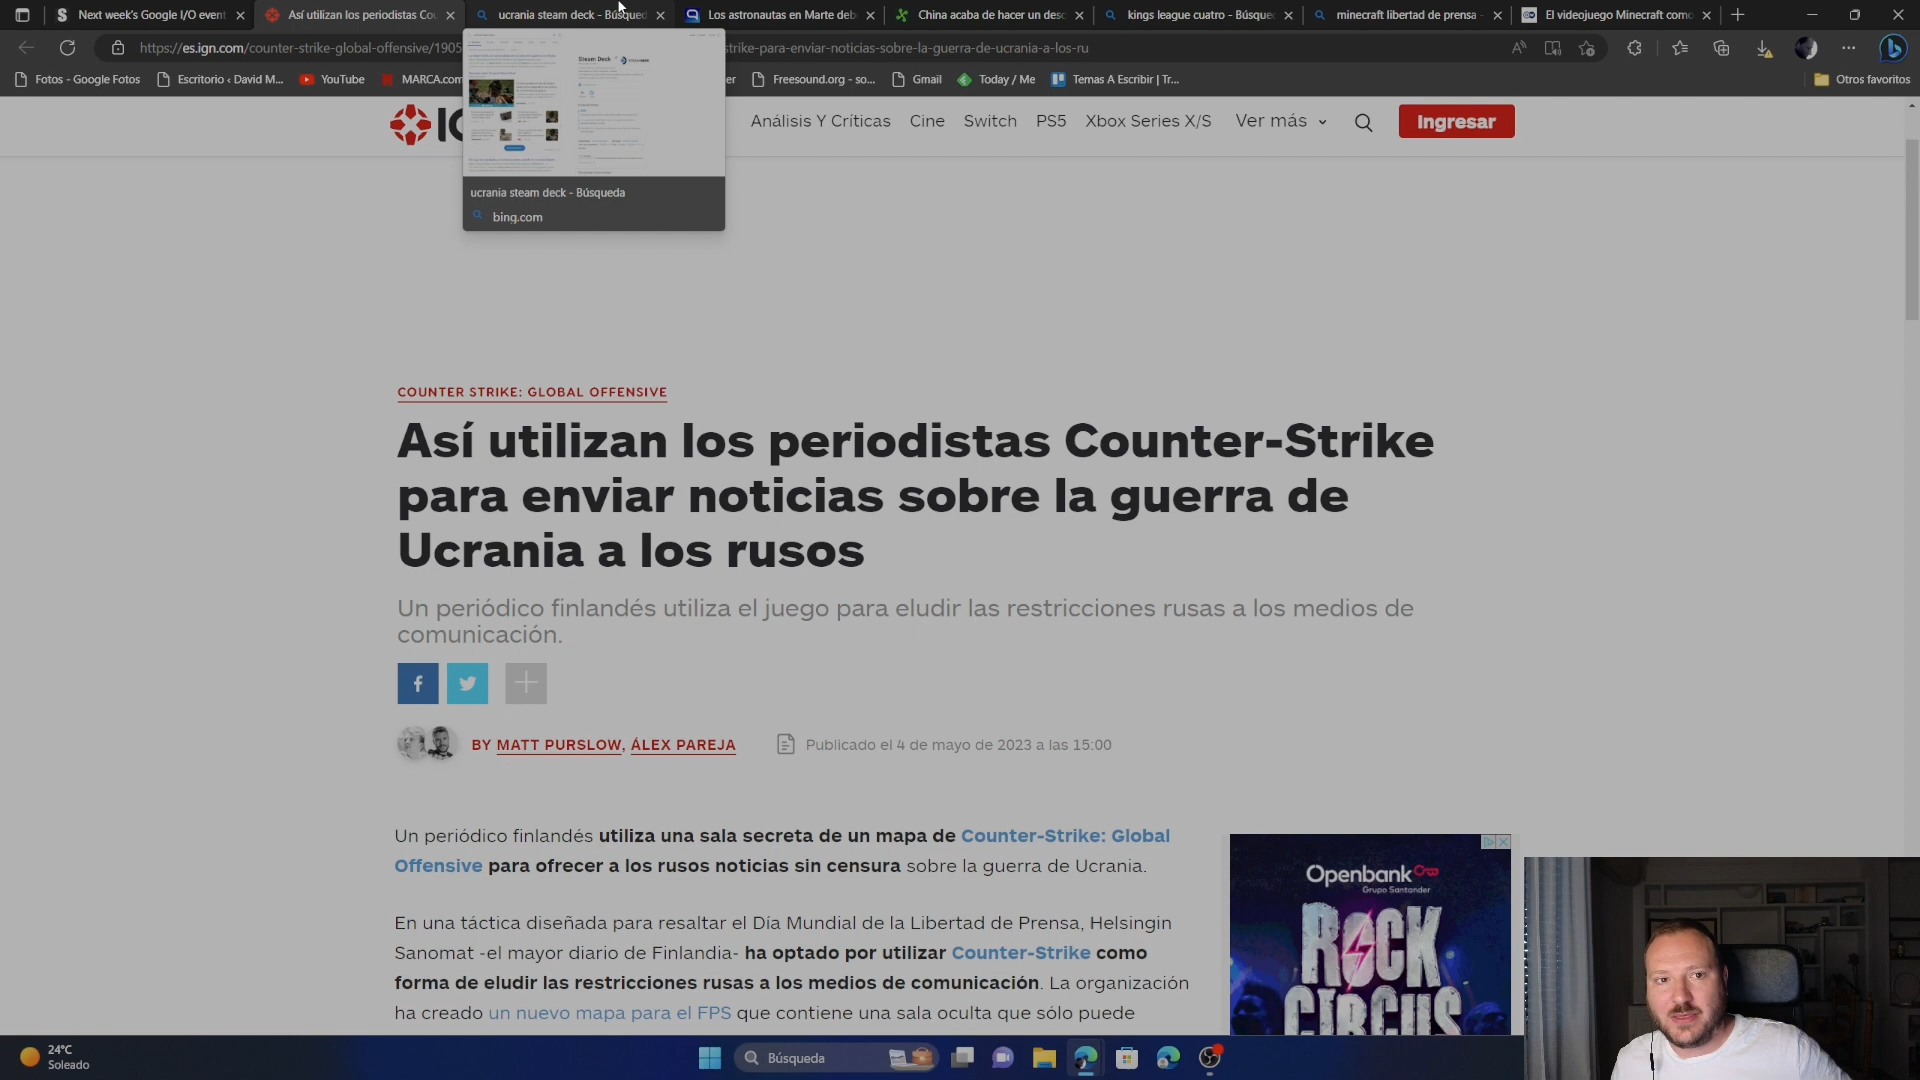 Next week's Google I/O event
Así utilizan los periodistas Cou
ucrania steam deck - Búsqued
Los astronautas en Marte deb
China acaba de hacer un desc
kings league cuatro - Búsque
minecraft libertad de prensa -
El videojuego Minecraft como
https://es.ign.com/counter-strike-global-offensive/1905
trike-para-enviar-noticias-sobre-la-guerra-de-ucrania-a-los-ru
Fotos - Google Fotos
Escritorio ‹ David M...
YouTube
MARCA.com
er
Freesound.org - so...
Gmail
Today / Me
Temas A Escribir | Tr...
Otros favoritos
Steam Deck
ucrania steam deck - Búsqueda
bing.com
Análisis Y Críticas
Cine
Switch
PS5
Xbox Series X/S
Ver más
Ingresar
COUNTER STRIKE: GLOBAL OFFENSIVE
Así utilizan los periodistas Counter-Strike
para enviar noticias sobre la guerra de
Ucrania a los rusos
Un periódico finlandés utiliza el juego para eludir las restricciones rusas a los medios de
comunicación.
BY MATT PURSLOW, ÁLEX PAREJA
Publicado el 4 de mayo de 2023 a las 15:00
Un periódico finlandés utiliza una sala secreta de un mapa de Counter-Strike: Global
Offensive para ofrecer a los rusos noticias sin censura sobre la guerra de Ucrania.
En una táctica diseñada para resaltar el Día Mundial de la Libertad de Prensa, Helsingin
Sanomat -el mayor diario de Finlandia- ha optado por utilizar Counter-Strike como
forma de eludir las restricciones rusas a los medios de comunicación. La organización
ha creado un nuevo mapa para el FPS que contiene una sala oculta que sólo puede
Openbank
Grupo Santander
ROCK
CIRCUS
24°C
Soleado
Búsqueda